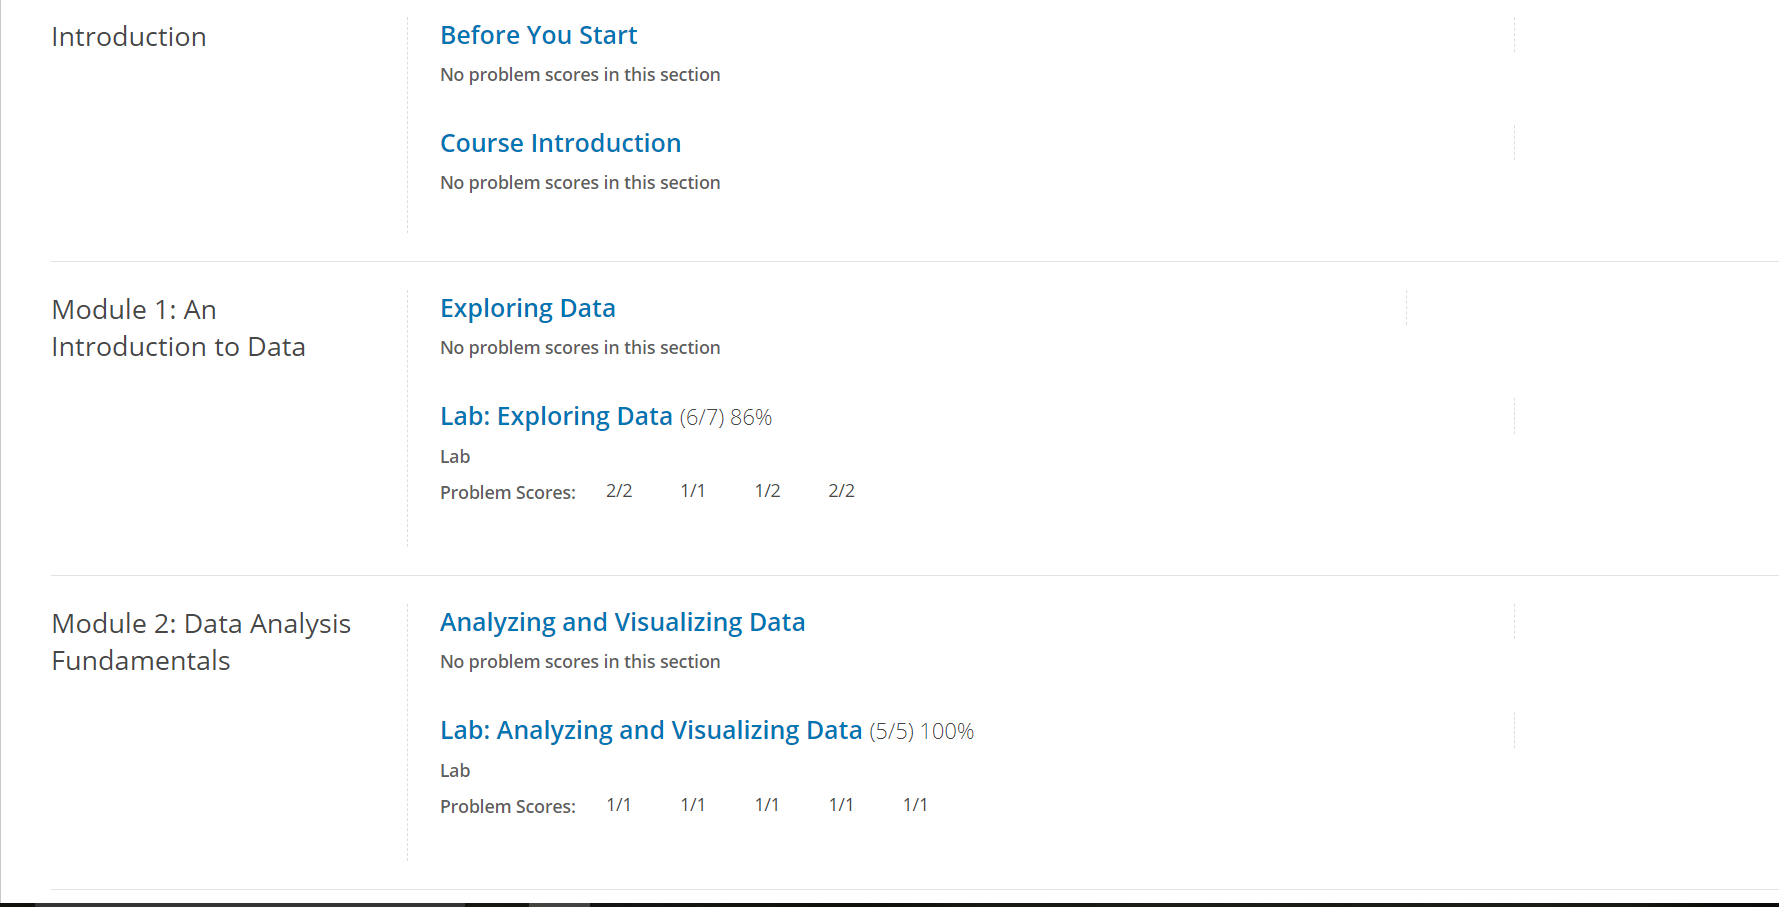 Introduction
Before You Start
No problem scores in this section
Course Introduction
No problem scores in this section
Module 1: An
Introduction to Data
Exploring Data
No problem scores in this section
Lab: Exploring Data (6/7) 86%
Lab
Problem Scores: 2/2 1/1 1/2 2/2
Module 2: Data Analysis
Fundamentals
Analyzing and Visualizing Data
No problem scores in this section
Lab: Analyzing and Visualizing Data (5/5) 100%
Lab
Problem Scores: 1/1 1/1 1/1 1/1 1/1